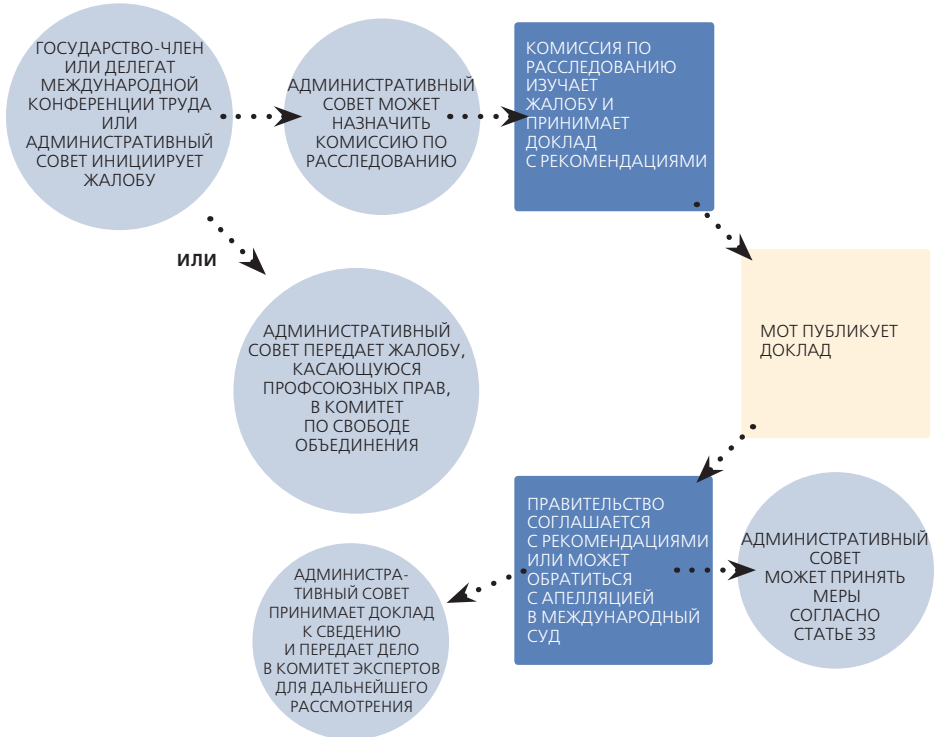 ГОСУДАРСТВО-ЧЛЕН
ИЛИ ДЕЛЕГАТ
МЕЖДУНАРОДНОЙ
КОНФЕРЕНЦИИ ТРУДА
ИЛИ
АДМИНИСТРАТИВНЫЙ
СОВЕТ ИНИЦИИРУЕТ
ЖАЛОБУ
АДМИНИСТРАТИВНЫЙ
СОВЕТ МОЖЕТ
НАЗНАЧИТЬ
КОМИССИЮ ПО
РАССЛЕДОВАНИЮ
КОМИССИЯ ПО
РАССЛЕДОВАНИЮ
ИЗУЧАЕТ
ЖАЛОБУ И
ПРИНИМАЕТ
ДОКЛАД
С РЕКОМЕНДАЦИЯМИ
ИЛИ
АДМИНИСТРАТИВНЫЙ
СОВЕТ ПЕРЕДАЕТ ЖАЛОБУ,
КАСАЮЩУЮСЯ
ПРОФСОЮЗНЫХ ПРАВ,
В КОМИТЕТ
ПО СВОБОДЕ
ОБЪЕДИНЕНИЯ
МОТ ПУБЛИКУЕТ
ДОКЛАД
ПРАВИТЕЛЬСТВО
СОГЛАШАЕТСЯ
С РЕКОМЕНДАЦИЯМИ
ИЛИ МОЖЕТ
ОБРАТИТЬСЯ
С АПЕЛЛЯЦИЕЙ
В МЕЖДУНАРОДНЫЙ
СУД
АДМИНИСТРАТИВНЫЙ
СОВЕТ
МОЖЕТ ПРИНЯТЬ
МЕРЫ
СОГЛАСНО
СТАТЬЕ 33
АДМИНИСТРА-
ТИВНЫЙ СОВЕТ
ПРИНИМАЕТ ДОКЛАД
К СВЕДЕНИЮ
И ПЕРЕДАЕТ ДЕЛО
В КОМИТЕТ ЭКСПЕРТОВ
ДЛЯ ДАЛЬНЕЙШЕГО
РАССМОТРЕНИЯ